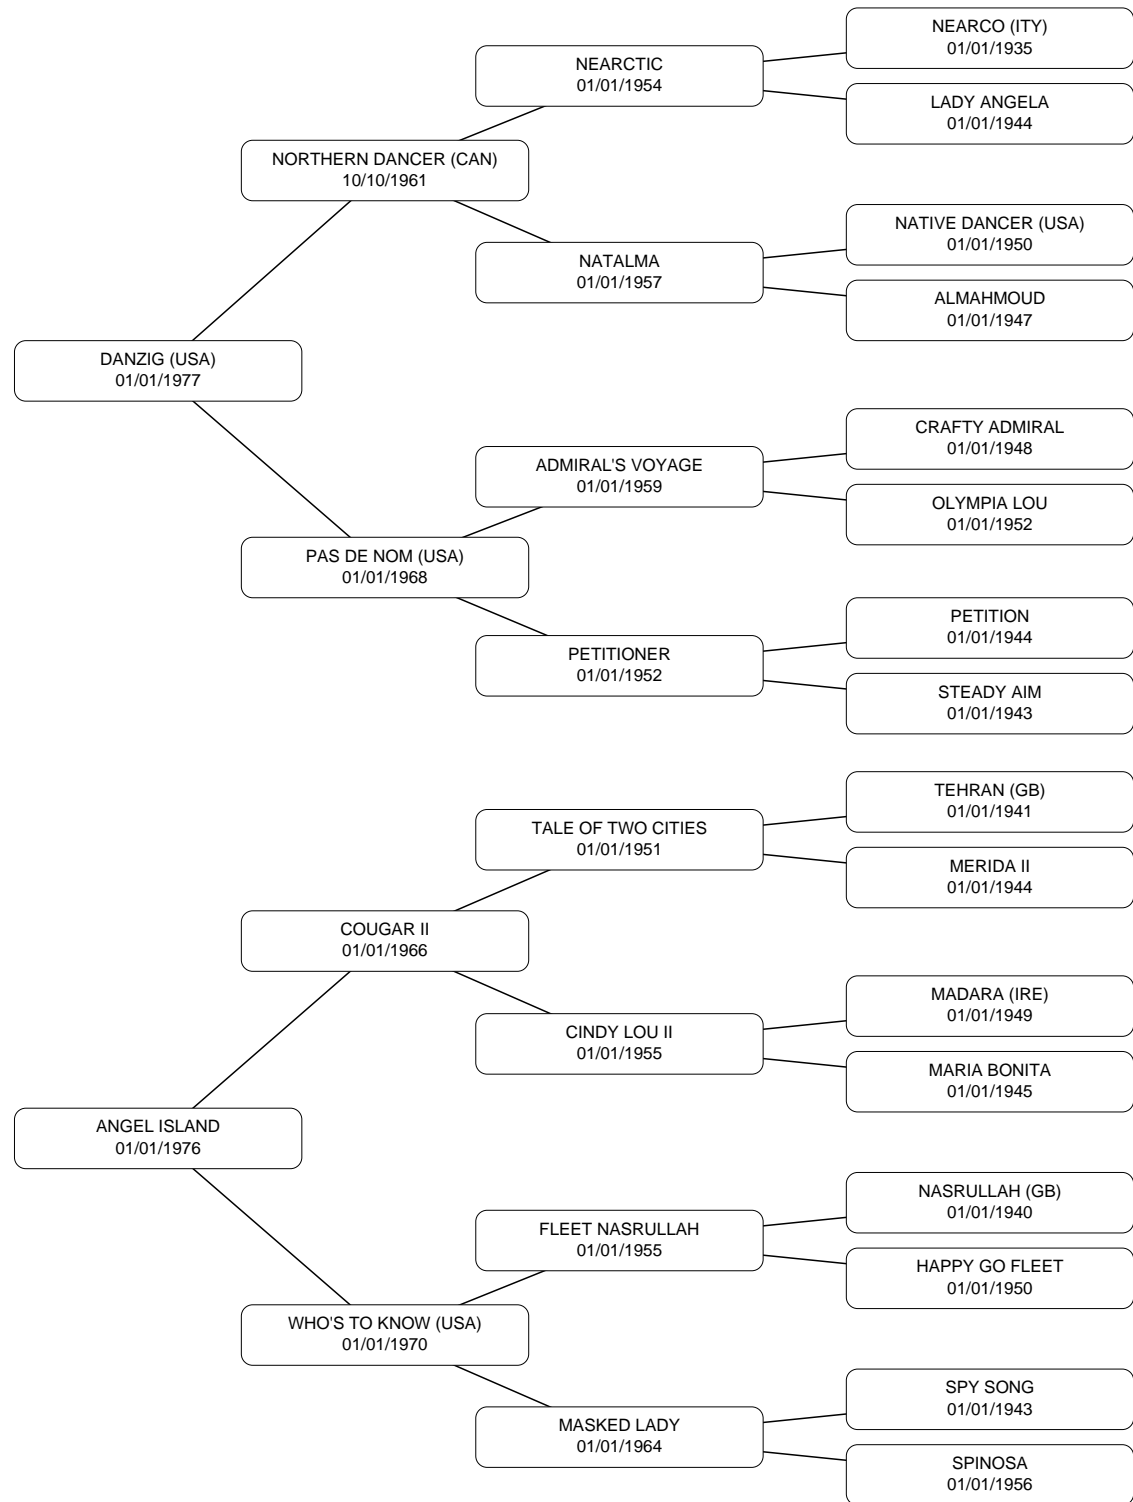 NEARCO (ITY)
01/01/1935
NEARCTIC
01/01/1954
LADY ANGELA
01/01/1944
NORTHERN DANCER (CAN)
10/10/1961
NATIVE DANCER (USA)
01/01/1950
NATALMA
01/01/1957
ALMAHMOUD
01/01/1947
DANZIG (USA)
01/01/1977
CRAFTY ADMIRAL
01/01/1948
ADMIRAL'S VOYAGE
01/01/1959
OLYMPIA LOU
01/01/1952
PAS DE NOM (USA)
01/01/1968
PETITION
01/01/1944
PETITIONER
01/01/1952
STEADY AIM
01/01/1943
TEHRAN (GB)
01/01/1941
TALE OF TWO CITIES
01/01/1951
MERIDA II
01/01/1944
COUGAR II
01/01/1966
MADARA (IRE)
01/01/1949
CINDY LOU II
01/01/1955
MARIA BONITA
01/01/1945
ANGEL ISLAND
01/01/1976
NASRULLAH (GB)
01/01/1940
FLEET NASRULLAH
01/01/1955
HAPPY GO FLEET
01/01/1950
WHO'S TO KNOW (USA)
01/01/1970
SPY SONG
01/01/1943
MASKED LADY
01/01/1964
SPINOSA
01/01/1956